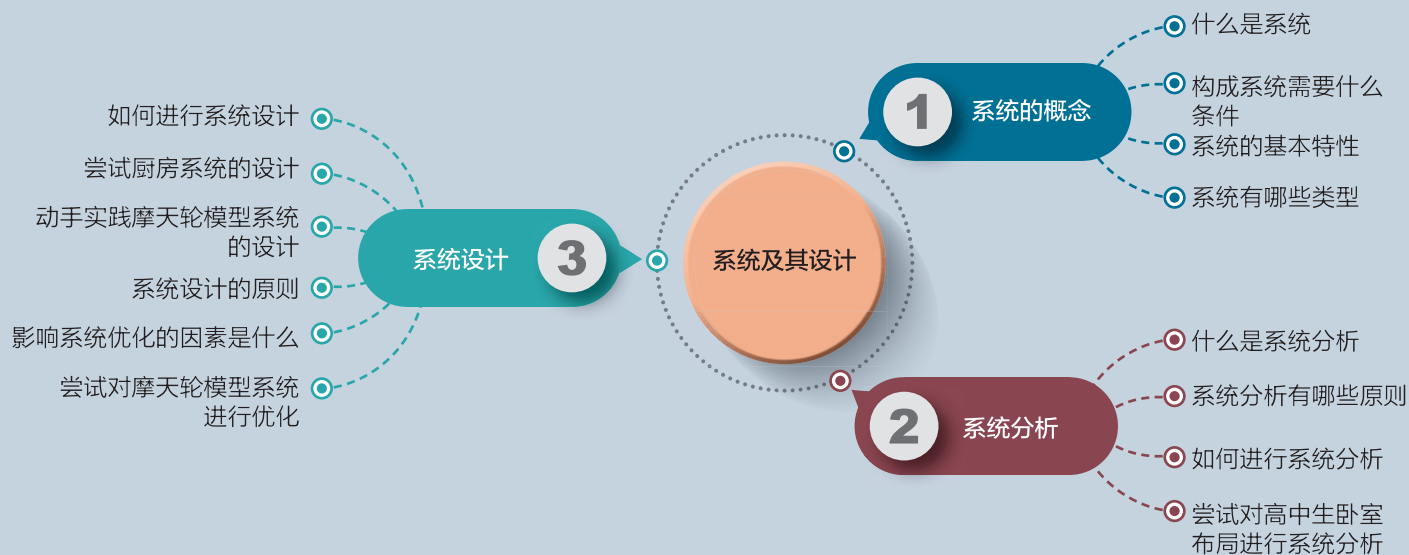 系统及其设计
1
系统的概念
什么是系统
构成系统需要什么
条件
系统的基本特性
系统有哪些类型
2
系统分析
什么是系统分析
系统分析有哪些原则
如何进行系统分析
尝试对高中生卧室
布局进行系统分析
3
系统设计
如何进行系统设计
尝试厨房系统的设计
动手实践摩天轮模型系统
的设计
系统设计的原则
影响系统优化的因素是什么
尝试对摩天轮模型系统
进行优化